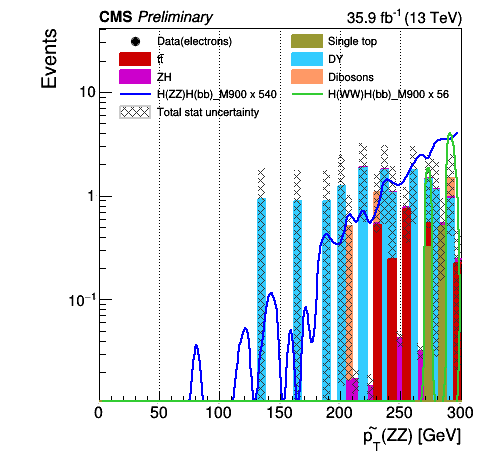 CMS Preliminary 35.9 fb⁻¹ (13 TeV)
Events
Data(electrons) Single top
tt̄ DY
ZH Dibosons
H(ZZ)H(bb)_M900 x 540 H(WW)H(bb)_M900 x 56
Total stat uncertainty
10
1
10⁻¹
0 50 100 150 200 250 300
p̃_T(ZZ) [GeV]